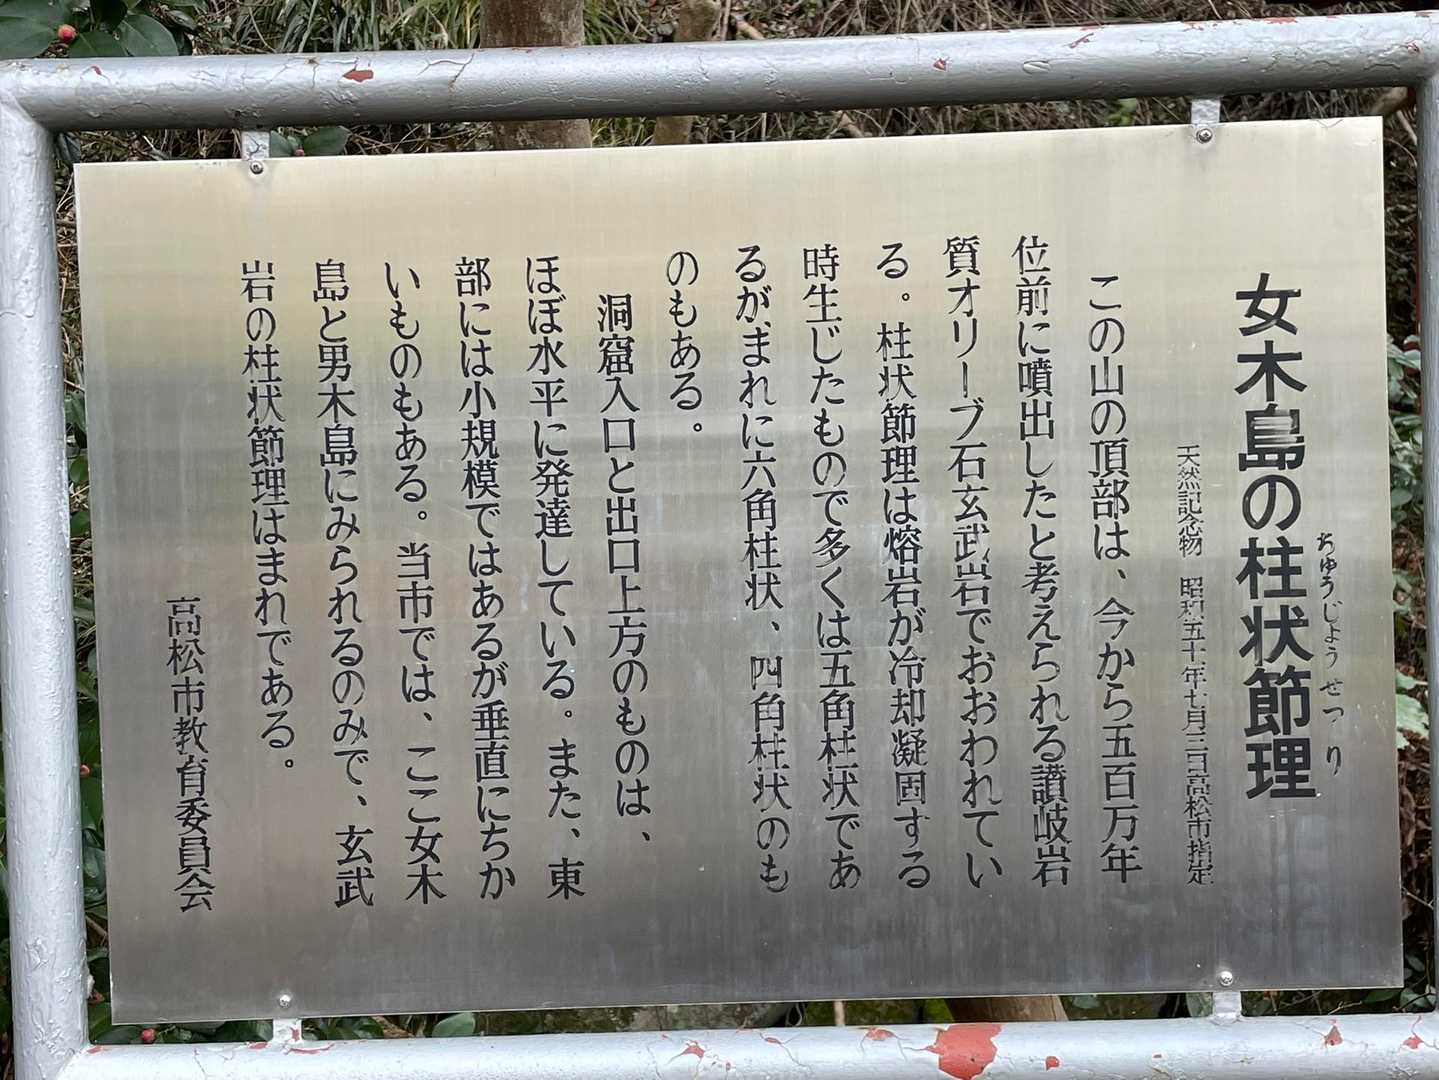 女木島の柱状節理
ちゅうじょうせつり
天然記念物 昭和五十年七月三日高松市指定
この山の頂部は、今から五百万年
位前に噴出したと考えられる讃岐岩
質オリーブ石玄武岩でおおわれてい
る。柱状節理は熔岩が冷却凝固する
時生じたもので多くは五角柱状であ
るがまれに六角柱状、四角柱状のも
のもある。
洞窟入口と出口上方のものは、
ほぼ水平に発達している。また、東
部には小規模ではあるが垂直にちか
いものもある。当市では、ここ女木
島と男木島にみられるのみで、玄武
岩の柱状節理はまれである。
高松市教育委員会